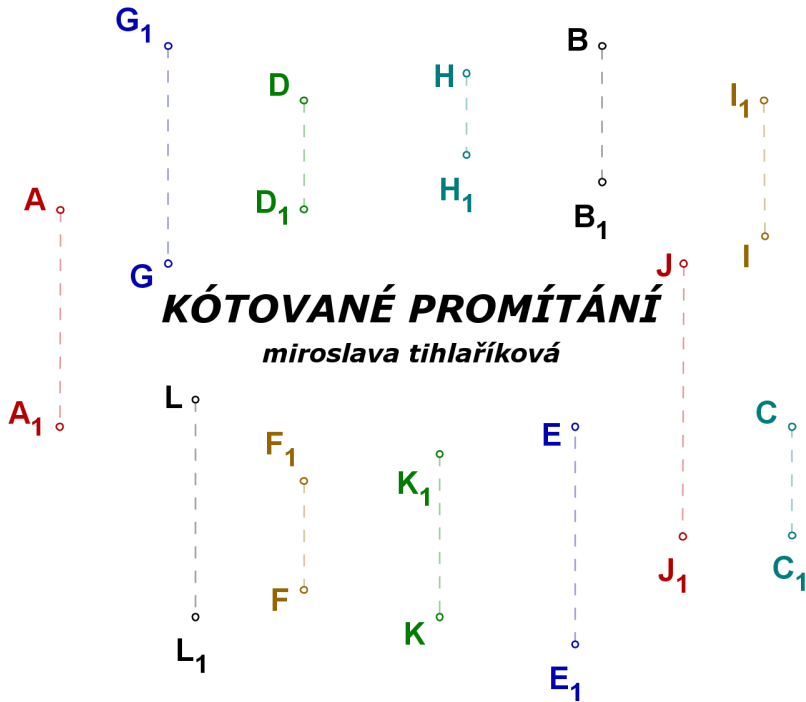 G₁
D
H
B
I₁
A
D₁
H₁
B₁
G
J
I
KÓTOVANÉ PROMÍTÁNÍ
miroslava tihlaříková
A₁
L
F₁
K₁
E
C
F
K
J₁
C₁
L₁
E₁